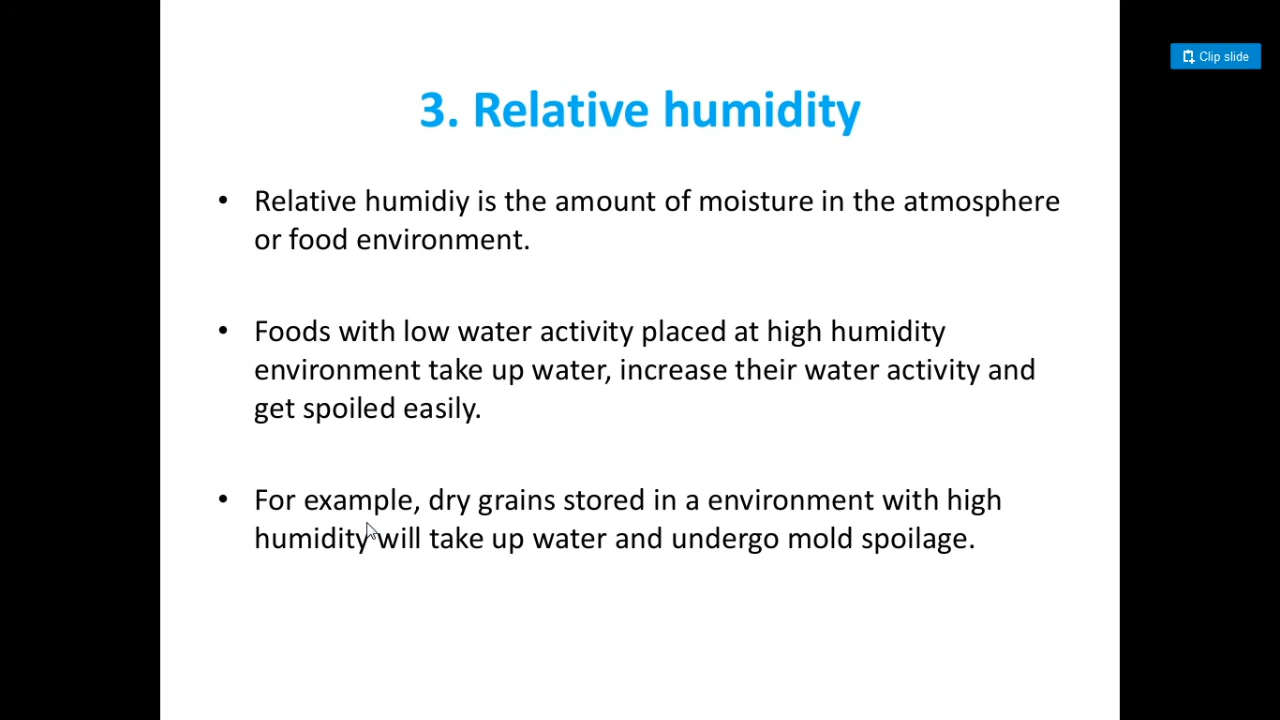 Clip slide
3. Relative humidity
• Relative humidiy is the amount of moisture in the atmosphere
or food environment.
• Foods with low water activity placed at high humidity
environment take up water, increase their water activity and
get spoiled easily.
• For example, dry grains stored in a environment with high
humidity will take up water and undergo mold spoilage.